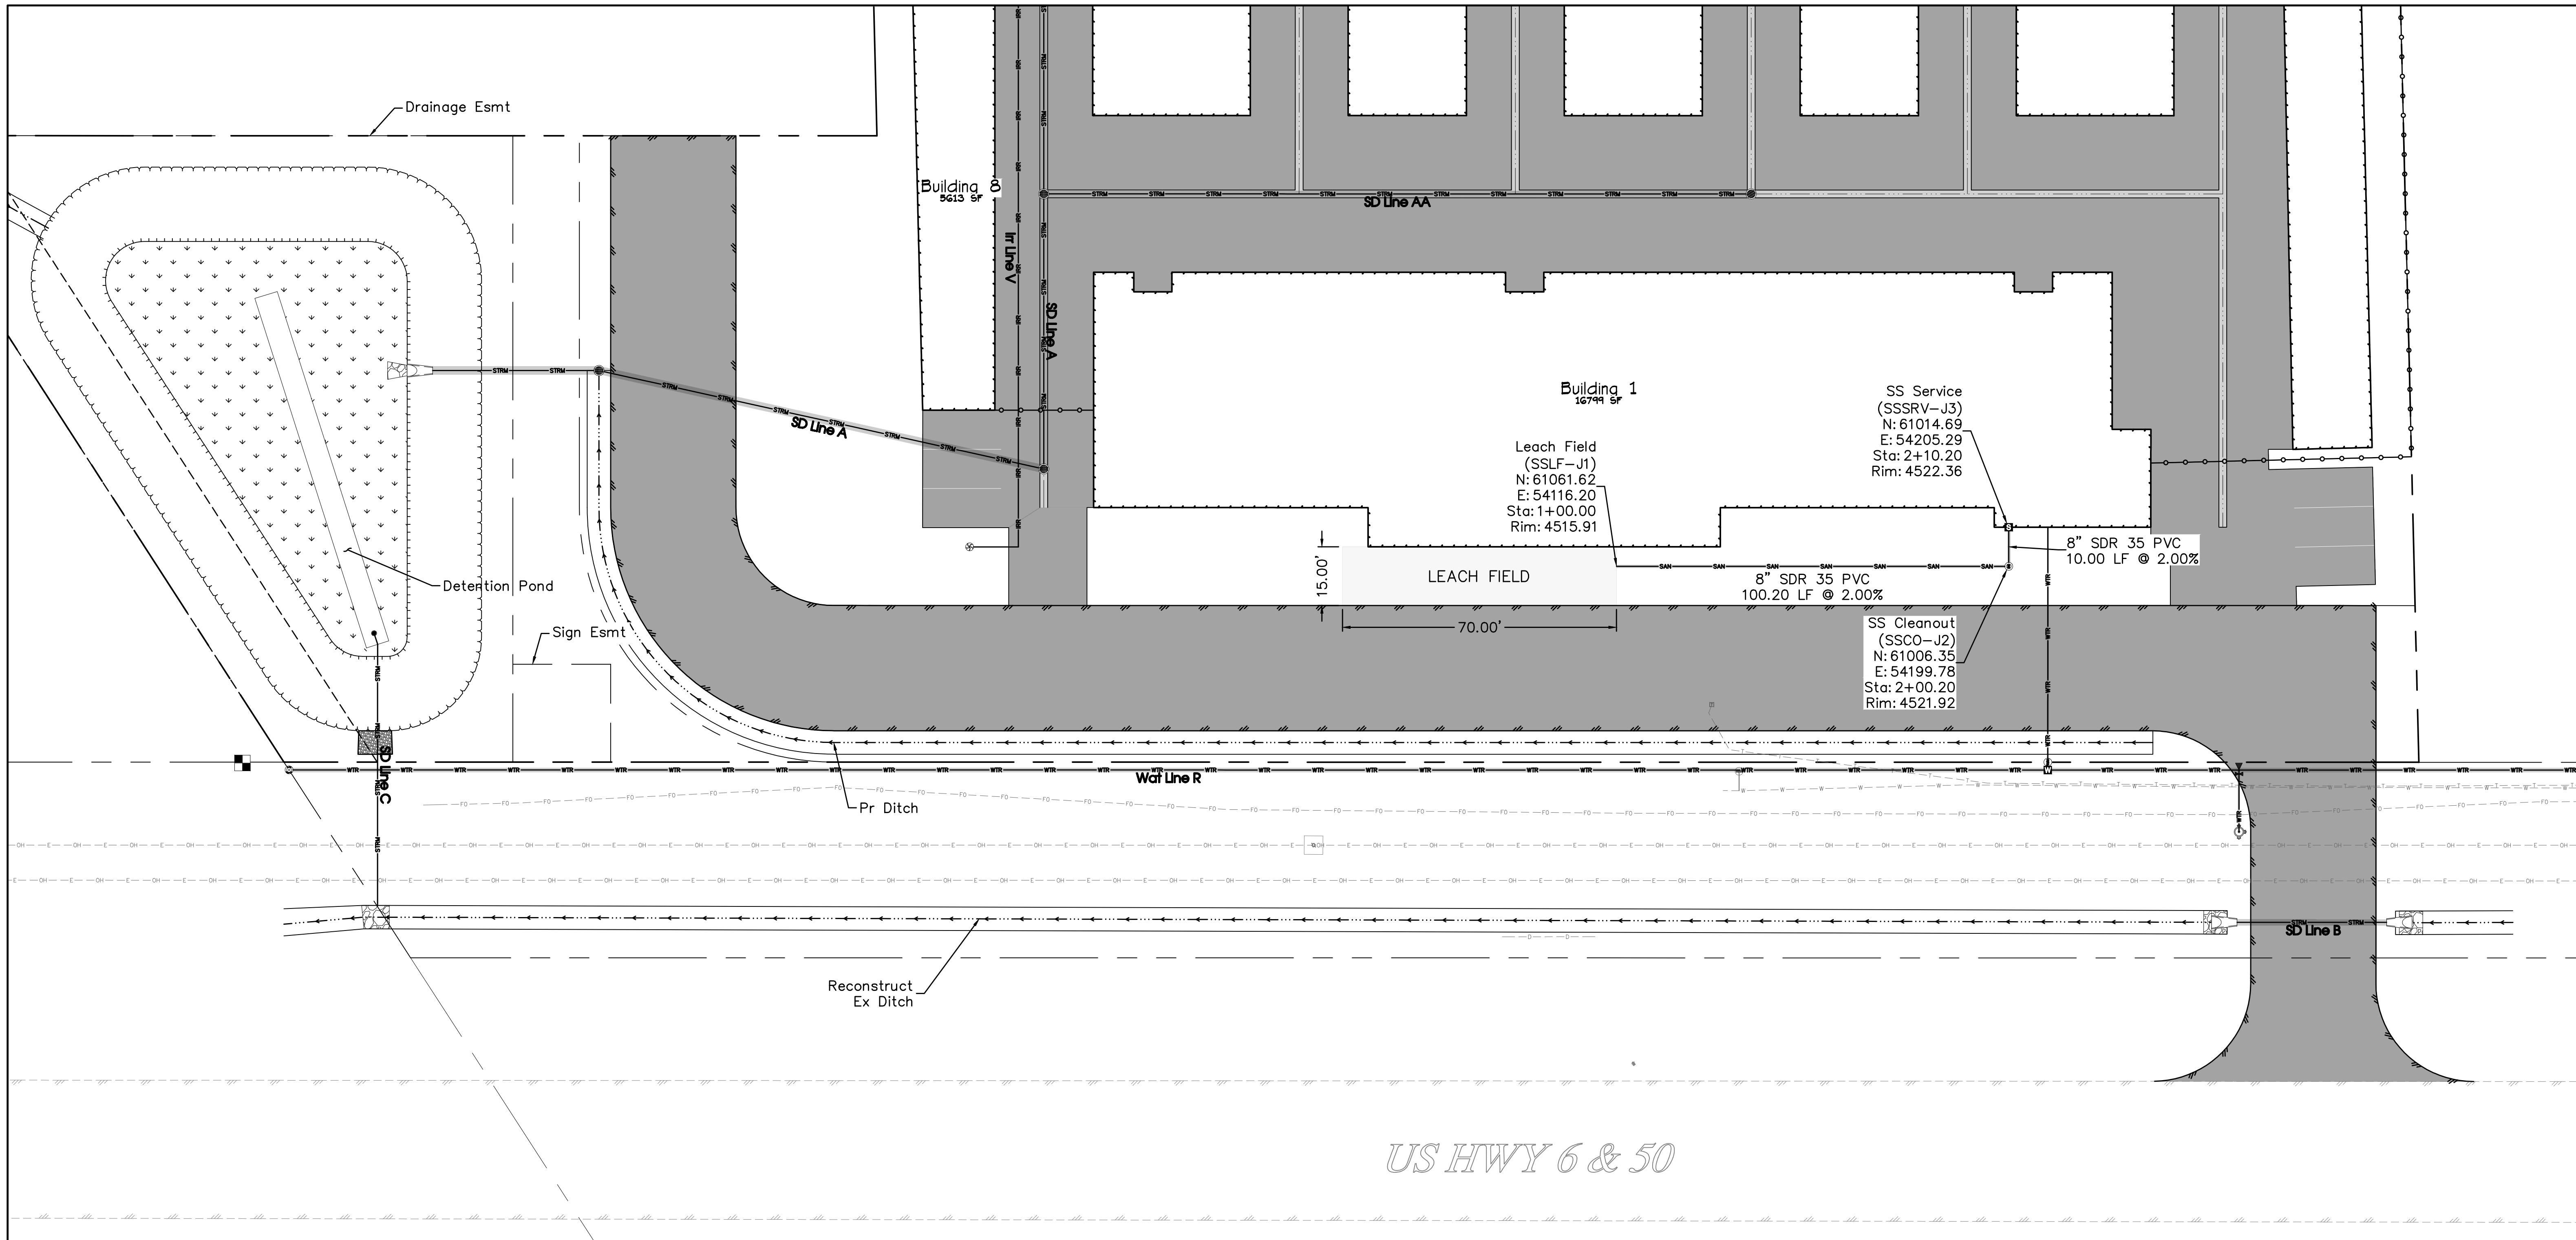 Drainage Esmt
Building 8
5613 SF
Irr Line V
SD Line A
SD Line AA
SD Line A
Building 1
16799 SF
SS Service
(SSSRV-J3)
N: 61014.69
E: 54205.29
Sta: 2+10.20
Rim: 4522.36
Leach Field
(SSLF-J1)
N: 61061.62
E: 54116.20
Sta: 1+00.00
Rim: 4515.91
8" SDR 35 PVC
10.00 LF @ 2.00%
LEACH FIELD
15.00'
70.00'
8" SDR 35 PVC
100.20 LF @ 2.00%
SS Cleanout
(SSCO-J2)
N: 61006.35
E: 54199.78
Sta: 2+00.20
Rim: 4521.92
Detention Pond
Sign Esmt
SD Line C
Wat Line R
Pr Ditch
SD Line B
Reconstruct
Ex Ditch
US HWY 6 & 50